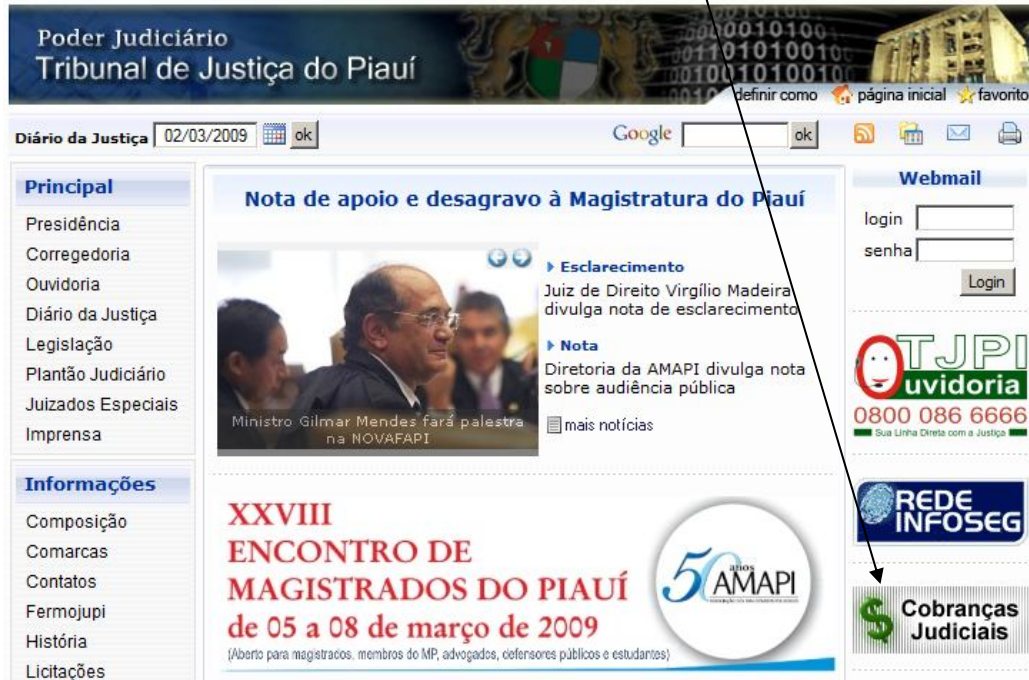 Poder Judiciário
Tribunal de Justiça do Piauí
definir como página inicial favorito
Diário da Justiça 02/03/2009 ok
Google ok
Principal
Presidência
Corregedoria
Ouvidoria
Diário da Justiça
Legislação
Plantão Judiciário
Juizados Especiais
Imprensa
Informações
Composição
Comarcas
Contatos
Fermojupi
História
Licitações
Nota de apoio e desagravo à Magistratura do Piauí
Ministro Gilmar Mendes fará palestra
na NOVAFAPI
Esclarecimento
Juiz de Direito Virgílio Madeira
divulga nota de esclarecimento
Nota
Diretoria da AMAPI divulga nota
sobre audiência pública
mais notícias
XXVIII
ENCONTRO DE
MAGISTRADOS DO PIAUÍ
de 05 a 08 de março de 2009
(Aberto para magistrados, membros do MP, advogados, defensores públicos e estudantes)
50 anos
AMAPI
Webmail
login
senha
Login
TJPI
Ouvidoria
0800 086 6666
Sua Linha Direta com a Justiça
REDE
INFOSEG
$ Cobranças
Judiciais